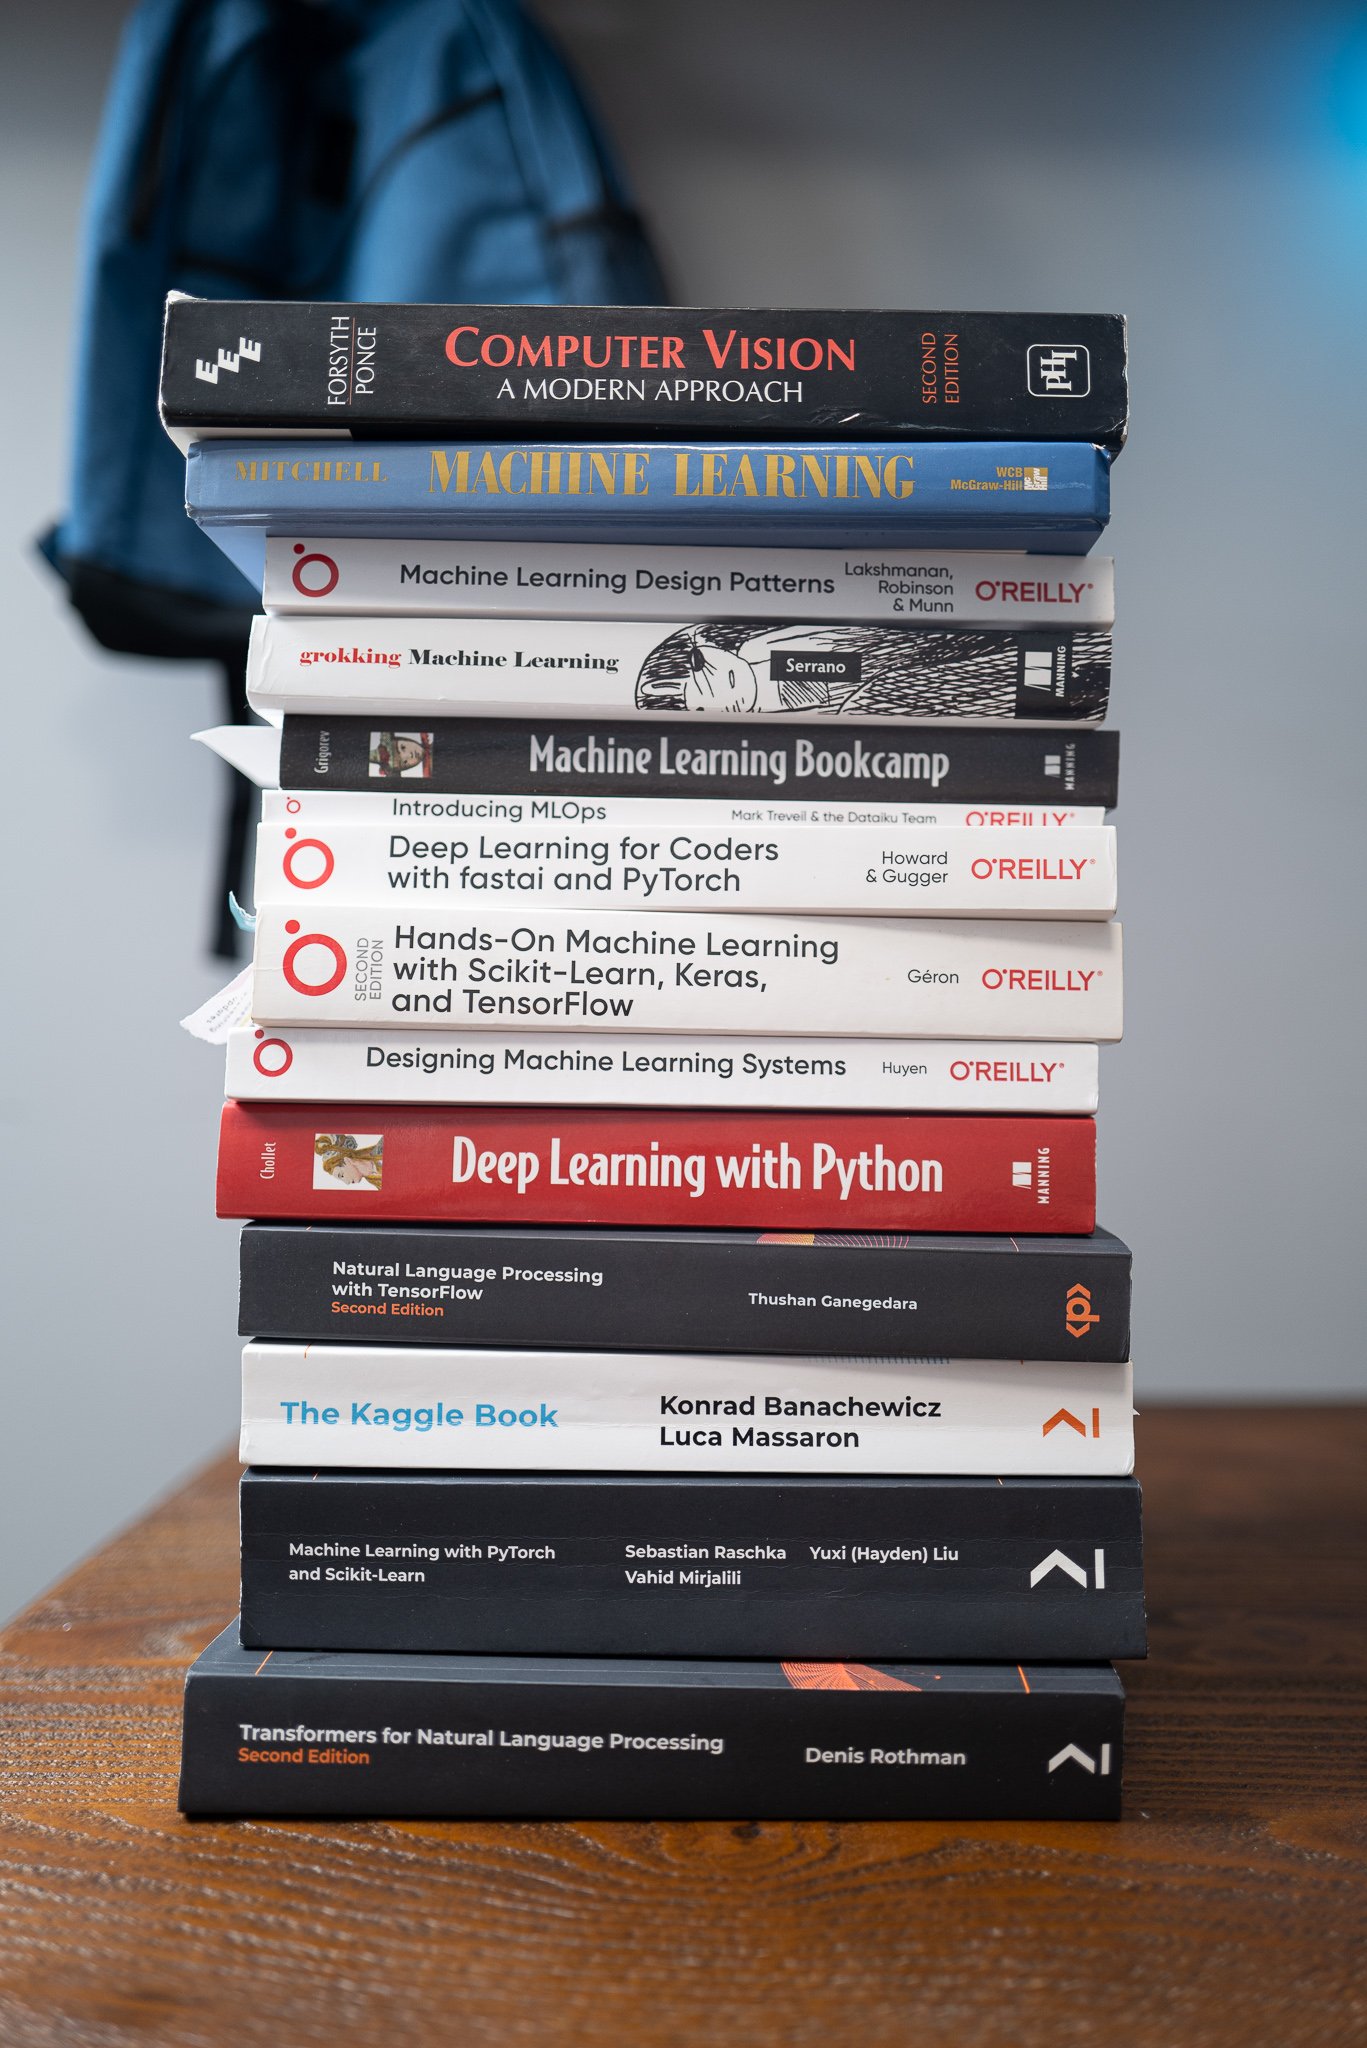 EEE
FORSYTH
PONCE
COMPUTER VISION
A MODERN APPROACH
SECOND
EDITION
PHI
MITCHELL
MACHINE LEARNING
WCB
McGraw-Hill
Machine Learning Design Patterns
Lakshmanan,
Robinson
& Munn
O'REILLY®
grokking Machine Learning
Serrano
MANNING
Grigorev
Machine Learning Bookcamp
MANNING
Introducing MLOps
Mark Treveil & the Dataiku Team
O'REILLY®
Deep Learning for Coders
with fastai and PyTorch
Howard
& Gugger
O'REILLY®
SECOND
EDITION
Hands-On Machine Learning
with Scikit-Learn, Keras,
and TensorFlow
Géron
O'REILLY®
Designing Machine Learning Systems
Huyen
O'REILLY®
Chollet
Deep Learning with Python
MANNING
Natural Language Processing
with TensorFlow
Second Edition
Thushan Ganegedara
<p>
The Kaggle Book
Konrad Banachewicz
Luca Massaron
Machine Learning with PyTorch
and Scikit-Learn
Sebastian Raschka Yuxi (Hayden) Liu
Vahid Mirjalili
Transformers for Natural Language Processing
Second Edition
Denis Rothman